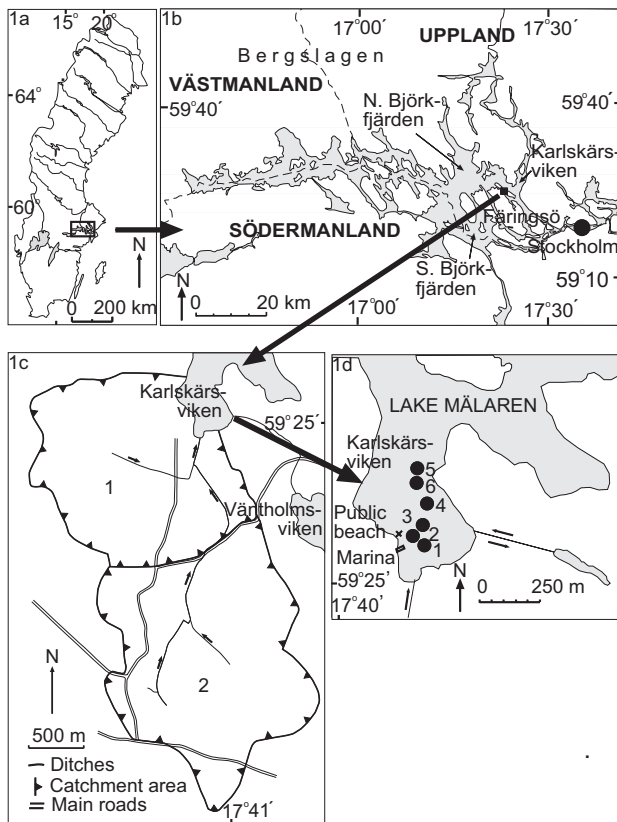 1a
15° 20°
64°
60°
N
0 200 km
1b
17°00´
17°30´
UPPLAND
Bergslagen
VÄSTMANLAND
59°40´
59°40´
N. Björk-
fjärden
Karlskärs-
viken
Färingsö
SÖDERMANLAND
Stockholm
S. Björk-
fjärden
59°10´
N
0 20 km
17°00´
17°30´
1c
Karlskärs-
viken
59°25´
1
Väntholms-
viken
2
N
500 m
Ditches
Catchment area
Main roads
17°41´
1d
LAKE MÄLAREN
Karlskärs-
viken
5
6
4
3
2
1
Public
beach
Marina
59°25´
17°40´
N
0 250 m